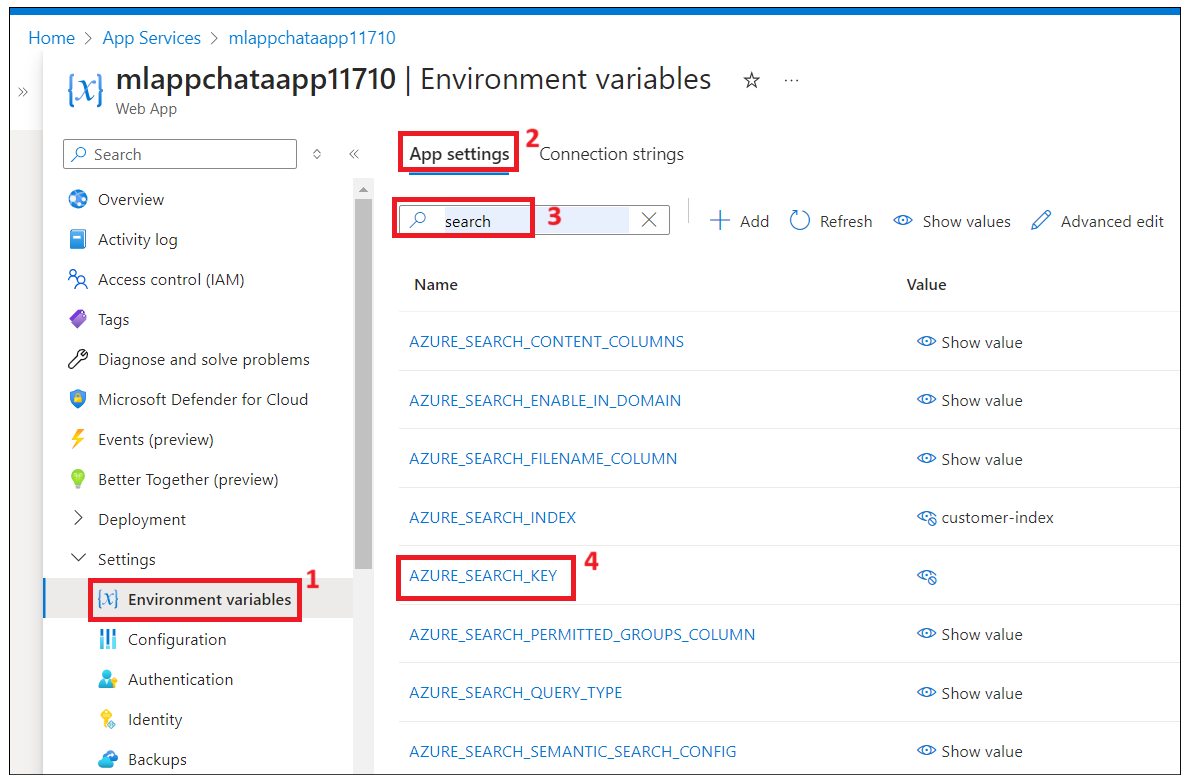 Home > App Services > mlappchataapp11710
»
mlappchataapp11710 | Environment variables ☆ ...
Web App
Search
«
App settings 2 Connection strings
search 3
Add Refresh Show values Advanced edit
Overview
Activity log
Access control (IAM)
Tags
Diagnose and solve problems
Microsoft Defender for Cloud
Events (preview)
Better Together (preview)
Deployment
Settings
Environment variables 1
Configuration
Authentication
Identity
Backups
Name Value
AZURE_SEARCH_CONTENT_COLUMNS Show value
AZURE_SEARCH_ENABLE_IN_DOMAIN Show value
AZURE_SEARCH_FILENAME_COLUMN Show value
AZURE_SEARCH_INDEX customer-index
AZURE_SEARCH_KEY 4
AZURE_SEARCH_PERMITTED_GROUPS_COLUMN Show value
AZURE_SEARCH_QUERY_TYPE Show value
AZURE_SEARCH_SEMANTIC_SEARCH_CONFIG Show value